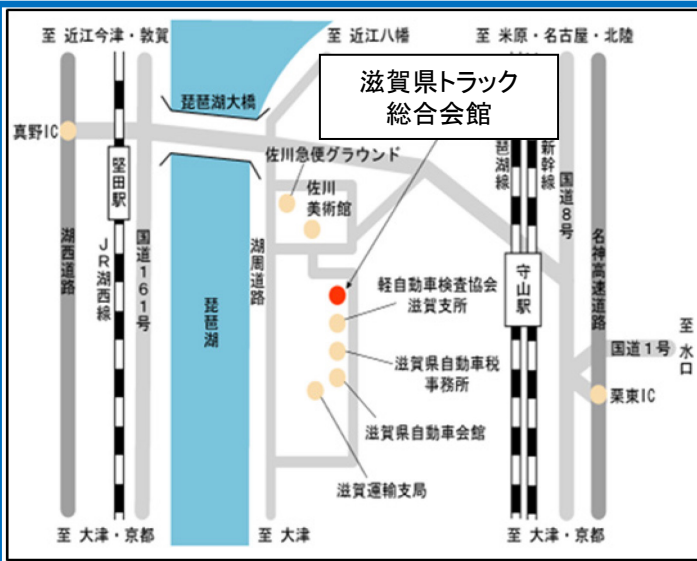 至 近江今津・敦賀
至 近江八幡
至 米原・名古屋・北陸
滋賀県トラック
総合会館
琵琶湖大橋
真野IC
佐川急便グラウンド
佐川
美術館
堅田駅
湖西道路
JR湖西線
国道161号
琵琶湖
湖周道路
琶湖線
新幹線
国道8号
名神高速道路
守山駅
軽自動車検査協会
滋賀支所
滋賀県自動車税
事務所
滋賀県自動車会館
滋賀運輸支局
国道1号
至 水口
栗東IC
至 大津・京都
至 大津
至 大津・京都